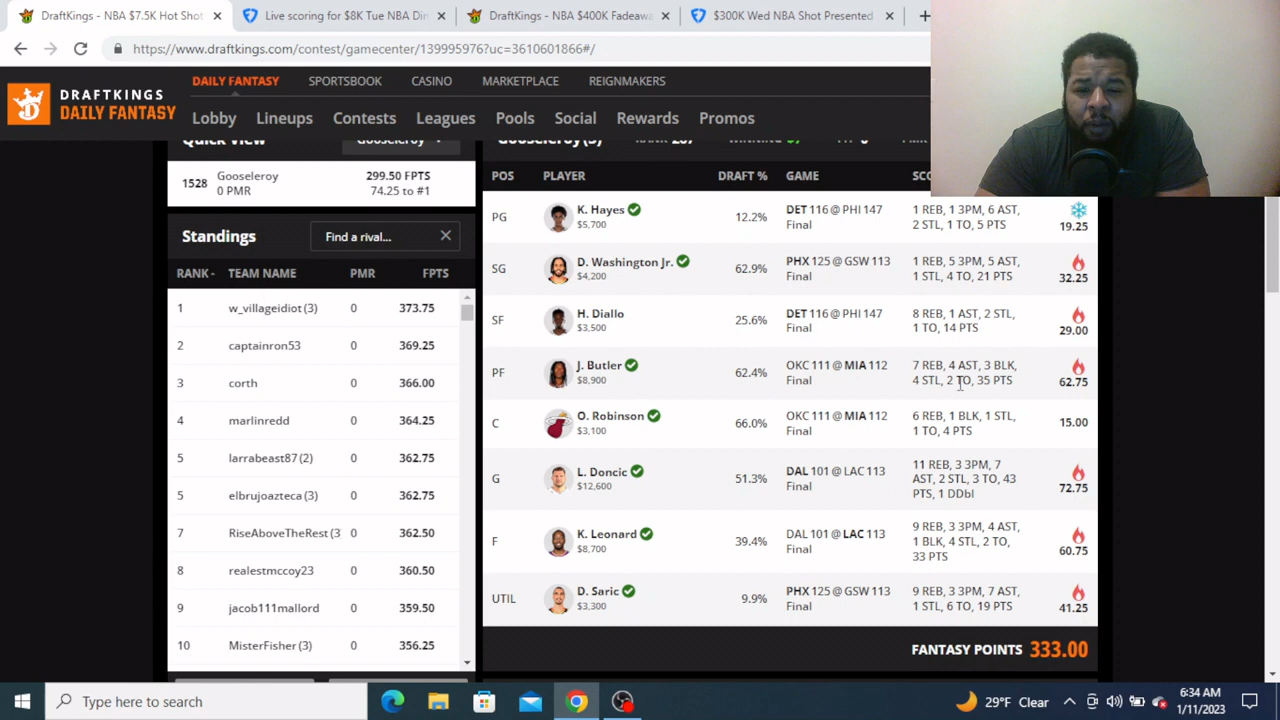 DraftKings - NBA $7.5K Hot Shot
Live scoring for $8K Tue NBA Din
DraftKings - NBA $400K Fadeawa
$300K Wed NBA Shot Presented
https://www.draftkings.com/contest/gamecenter/139995976?uc=3610601866#/
DRAFTKINGS
DAILY FANTASY
DAILY FANTASY SPORTSBOOK CASINO MARKETPLACE REIGNMAKERS
Lobby Lineups Contests Leagues Pools Social Rewards Promos
Quick View Gooseleroy
1528 Gooseleroy 299.50 FPTS
0 PMR 74.25 to #1
Standings Find a rival...
RANK TEAM NAME PMR FPTS
1 w_villageidiot (3) 0 373.75
2 captainron53 0 369.25
3 corth 0 366.00
4 marlinredd 0 364.25
5 larrabeast87 (2) 0 362.75
5 elbrujoazteca (3) 0 362.75
7 RiseAboveTheRest (3 0 362.50
8 realestmccoy23 0 360.50
9 jacob111mallord 0 359.50
10 MisterFisher (3) 0 356.25
POS PLAYER DRAFT % GAME SCO
PG K. Hayes 12.2% DET 116 @ PHI 147 1 REB, 1 3PM, 6 AST,
$5,700 Final 2 STL, 1 TO, 5 PTS 19.25
SG D. Washington Jr. 62.9% PHX 125 @ GSW 113 1 REB, 5 3PM, 5 AST,
$4,200 Final 1 STL, 4 TO, 21 PTS 32.25
SF H. Diallo 25.6% DET 116 @ PHI 147 8 REB, 1 AST, 2 STL,
$3,500 Final 1 TO, 14 PTS 29.00
PF J. Butler 62.4% OKC 111 @ MIA 112 7 REB, 4 AST, 3 BLK,
$8,900 Final 4 STL, 2 TO, 35 PTS 62.75
C O. Robinson 66.0% OKC 111 @ MIA 112 6 REB, 1 BLK, 1 STL,
$3,100 Final 1 TO, 4 PTS 15.00
G L. Doncic 51.3% DAL 101 @ LAC 113 11 REB, 3 3PM, 7
$12,600 Final AST, 2 STL, 3 TO, 43
PTS, 1 DDbl 72.75
F K. Leonard 39.4% DAL 101 @ LAC 113 9 REB, 3 3PM, 4 AST,
$8,700 Final 1 BLK, 4 STL, 2 TO,
33 PTS 60.75
UTIL D. Saric 9.9% PHX 125 @ GSW 113 9 REB, 3 3PM, 7 AST,
$3,300 Final 1 STL, 6 TO, 19 PTS 41.25
FANTASY POINTS 333.00
Type here to search
29°F Clear
6:34 AM
1/11/2023